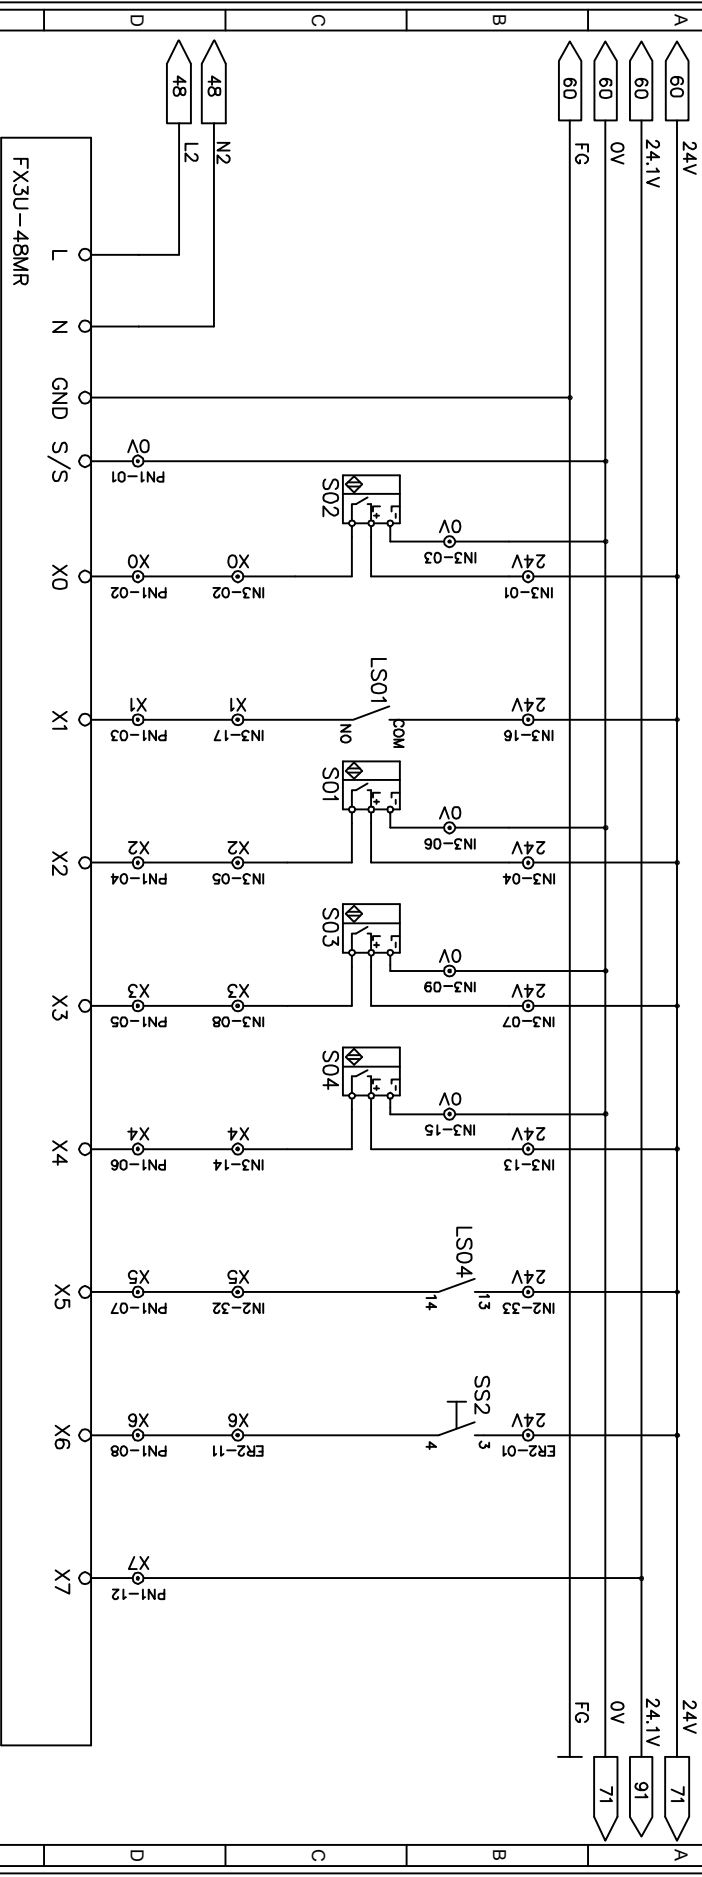 A
B
C
D
60
24V
60
24.1V
60
0V
60
FG
48
N2
48
L2
24V
71
24.1V
91
0V
71
FG
24V
IN3-01
0V
IN3-03
S02
L+
L-
X0
IN3-02
24V
IN3-16
LS01
COM
NO
X1
IN3-17
24V
IN3-04
0V
IN3-06
S01
L+
L-
X2
IN3-05
24V
IN3-07
0V
IN3-09
S03
L+
L-
X3
IN3-08
24V
IN3-13
0V
IN3-15
S04
L+
L-
X4
IN3-14
24V
IN2-33
LS04
13
14
X5
IN2-32
24V
ER2-01
SS2
3
4
X6
ER2-11
0V
PN1-01
X0
PN1-02
X1
PN1-03
X2
PN1-04
X3
PN1-05
X4
PN1-06
X5
PN1-07
X6
PN1-08
X7
PN1-12
L
N
GND
S/S
X0
X1
X2
X3
X4
X5
X6
X7
FX3U-48MR
A
B
C
D